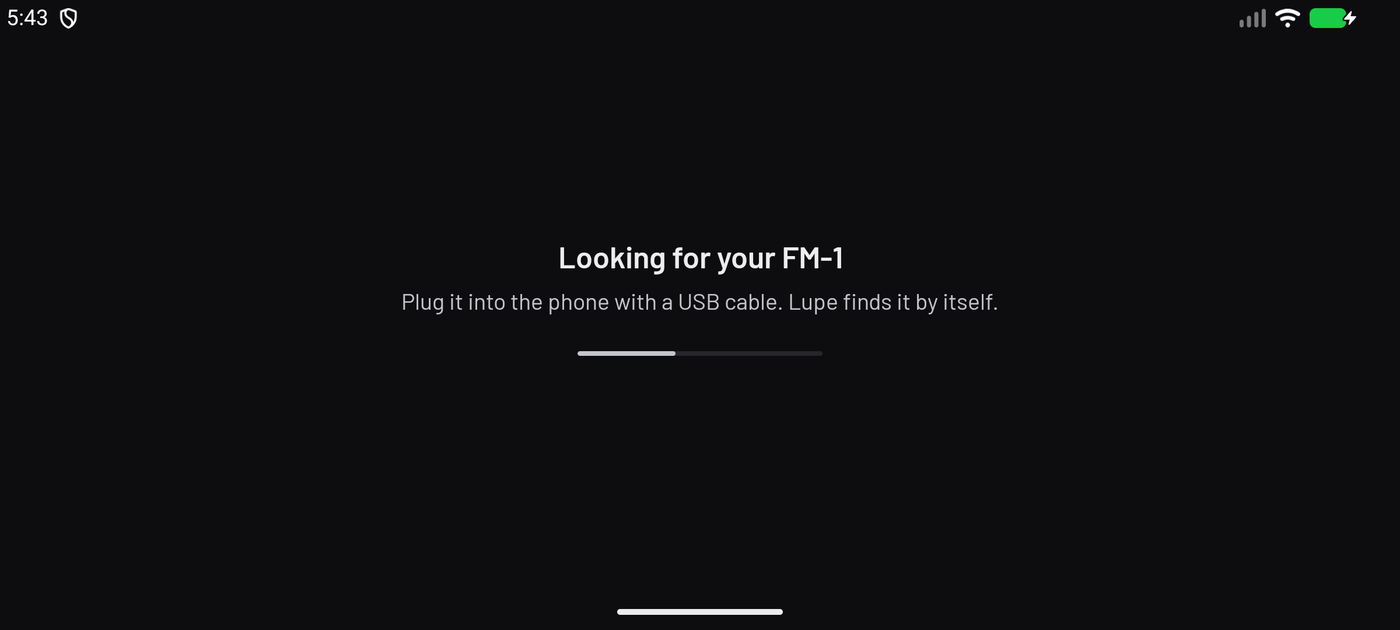 5:43
Looking for your FM-1
Plug it into the phone with a USB cable. Lupe finds it by itself.